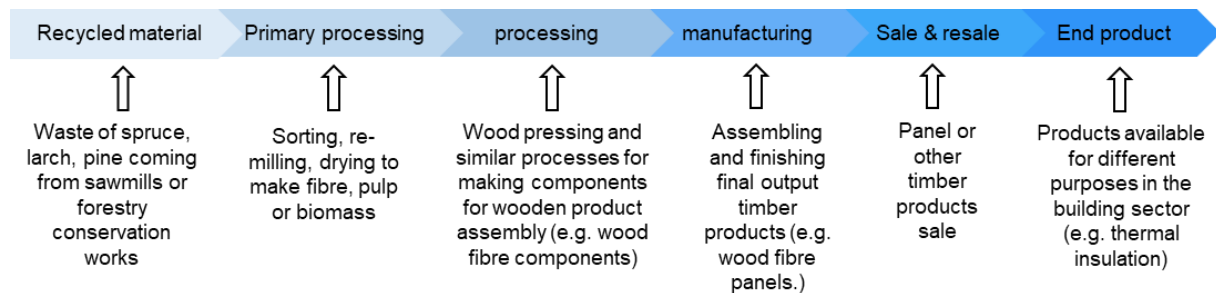 Recycled material
Primary processing
processing
manufacturing
Sale & resale
End product
Waste of spruce,
larch, pine coming
from sawmills or
forestry
conservation
works
Sorting, re-
milling, drying to
make fibre, pulp
or biomass
Wood pressing and
similar processes for
making components
for wooden product
assembly (e.g. wood
fibre components)
Assembling
and finishing
final output
timber
products (e.g.
wood fibre
panels.)
Panel or
other
timber
products
sale
Products available
for different
purposes in the
building sector
(e.g. thermal
insulation)